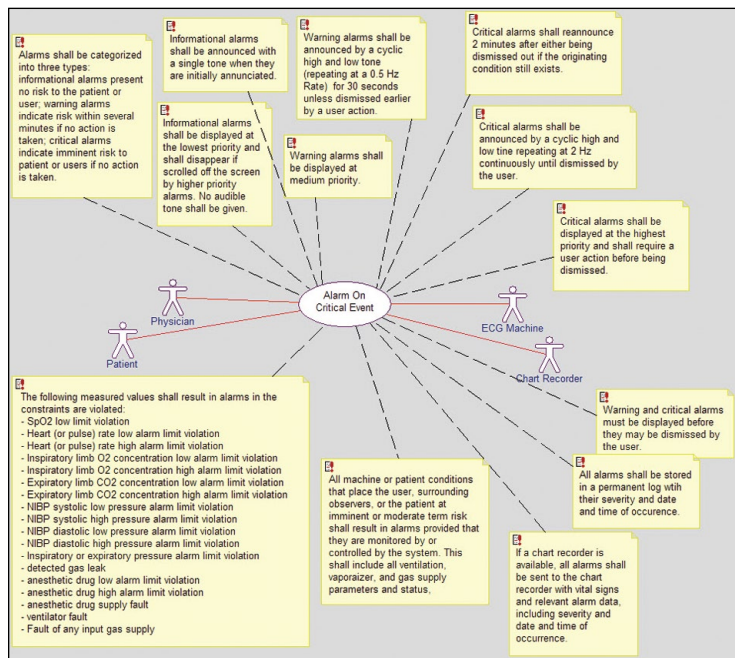 Alarms shall be categorized
into three types:
informational alarms present
no risk to the patient or
user; warning alarms
indicate risk within several
minutes if no action is
taken; critical alarms
indicate imminent risk to
patient or users if no action
is taken.
Informational alarms
shall be announced with
a single tone when they
are initially annunciated.
Warning alarms shall be
announced by a cyclic
high and low tone
(repeating at a 0.5 Hz
Rate) for 30 seconds
unless dismissed earlier
by a user action.
Critical alarms shall reannounce
2 minutes after either being
dismissed out if the originating
condition still exists.
Informational alarms
shall be displayed at
the lowest priority and
shall disappear if
scrolled off the screen
by higher priority
alarms. No audible
tone shall be given.
Warning alarms shall
be displayed at
medium priority.
Critical alarms shall be
announced by a cyclic high and
low tine repeating at 2 Hz
continuously until dismissed by
the user.
Critical alarms shall be
displayed at the highest
priority and shall require a
user action before being
dismissed.
Physician
Patient
Alarm On
Critical Event
ECG Machine
Chart Recorder
The following measured values shall result in alarms in the
constraints are violated:
- SpO2 low limit violation
- Heart (or pulse) rate low alarm limit violation
- Heart (or pulse) rate high alarm limit violation
- Inspiratory limb O2 concentration low alarm limit violation
- Inspiratory limb O2 concentration high alarm limit violation
- Expiratory limb CO2 concentration low alarm limit violation
- Expiratory limb CO2 concentration high alarm limit violation
- NIBP systolic low pressure alarm limit violation
- NIBP systolic high pressure alarm limit violation
- NIBP diastolic low pressure alarm limit violation
- NIBP diastolic high pressure alarm limit violation
- Inspiratory or expiratory pressure alarm limit violation
- detected gas leak
- anesthetic drug low alarm limit violation
- anesthetic drug high alarm limit violation
- anesthetic drug supply fault
- ventilator fault
- Fault of any input gas supply
All machine or patient conditions
that place the user, surrounding
observers, or the patient at
imminent or moderate term risk
shall result in alarms provided that
they are monitored by or
controlled by the system. This
shall include all ventilation,
vaporaizer, and gas supply
parameters and status,
Warning and critical alarms
must be displayed before
they may be dismissed by the
user.
All alarms shall be stored
in a permanent log wtih
their severity and date
and time of occurence.
If a chart recorder is
available, all alarms shall
be sent to the chart
recorder with vital signs
and relevant alarm data,
including severity and
date and time of
occurrence.